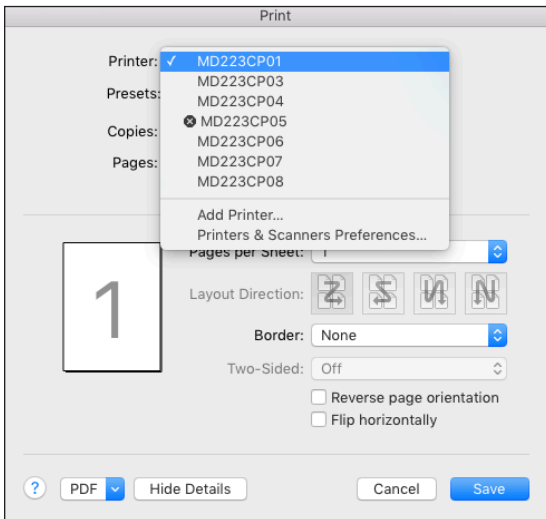 Print
Printer: ✓ MD223CP01
MD223CP03
Presets:
MD223CP04
MD223CP05
Copies:
MD223CP06
Pages: MD223CP07
MD223CP08
Add Printer...
Printers & Scanners Preferences...
Pages per Sheet: 1
1
Layout Direction:
Border: None
Two-Sided: Off
Reverse page orientation
Flip horizontally
? PDF Hide Details Cancel Save